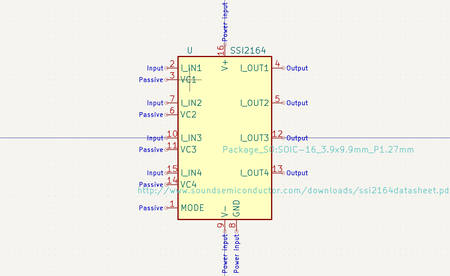 Power input
16
U SSI2164
V+
Input 2 I_IN1 I_OUT1 4 Output
Passive 3 VC1
Input 7 I_IN2 I_OUT2 5 Output
Passive 6 VC2
Input 10 I_IN3 I_OUT3 12 Output
Passive 11 VC3 Package_SO:SOIC-16_3.9x9.9mm_P1.27mm
Input 15 I_IN4 I_OUT4 13 Output
Passive 14 VC4
http://www.soundsemiconductor.com/downloads/ssi2164datasheet.pd
Passive 1 MODE
V- GND
9 8
Power input Power input